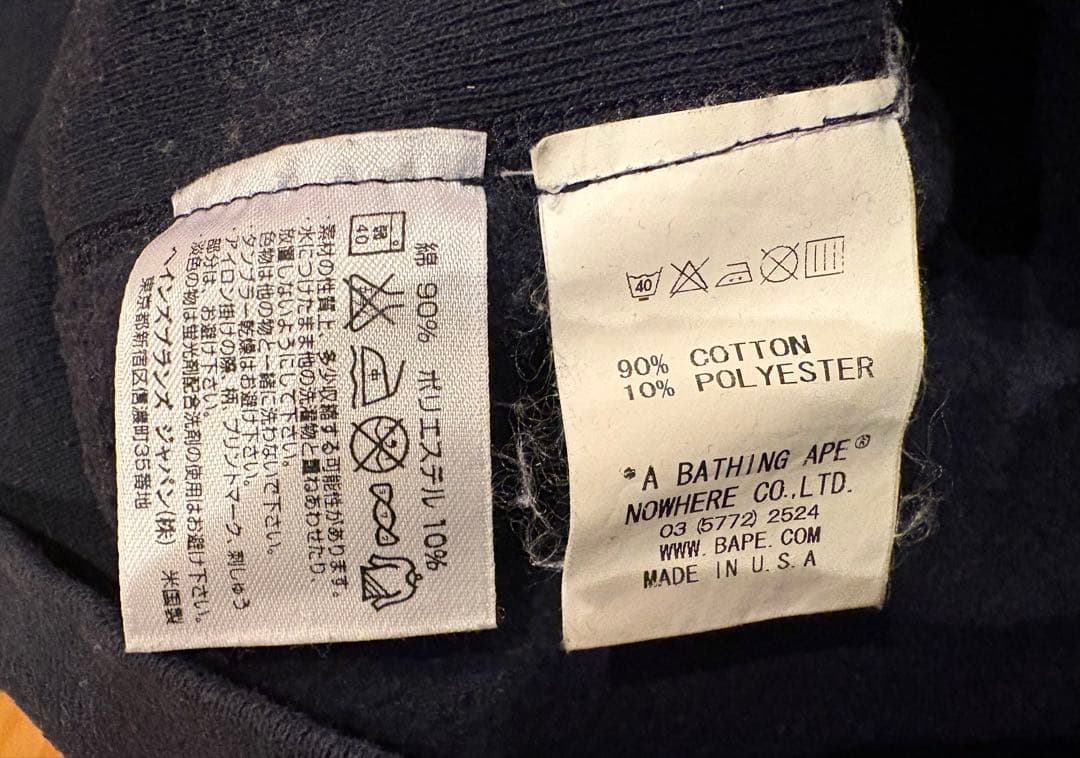 綿 90% ポリエステル 10%
40
・素材の性質上、多少収縮する可能性があります。
・水につけたまま他の洗濯物と重ねあわせたり、
放置しないようにして下さい。
・色物は他の物と一緒に洗わないで下さい。
・タンブラー乾燥はお避け下さい。
・アイロン掛けの際、柄、プリントマーク、刺しゅう
部分は、お避け下さい。
・淡色の物は蛍光剤配合洗剤の使用はお避け下さい。
ヘインズブランズ ジャパン(株) 米国製
東京都新宿区箪笥町35番地
40
90% COTTON
10% POLYESTER
A BATHING APE®
NOWHERE CO.,LTD.
03 (5772) 2524
WWW. BAPE. COM
MADE IN U. S. A